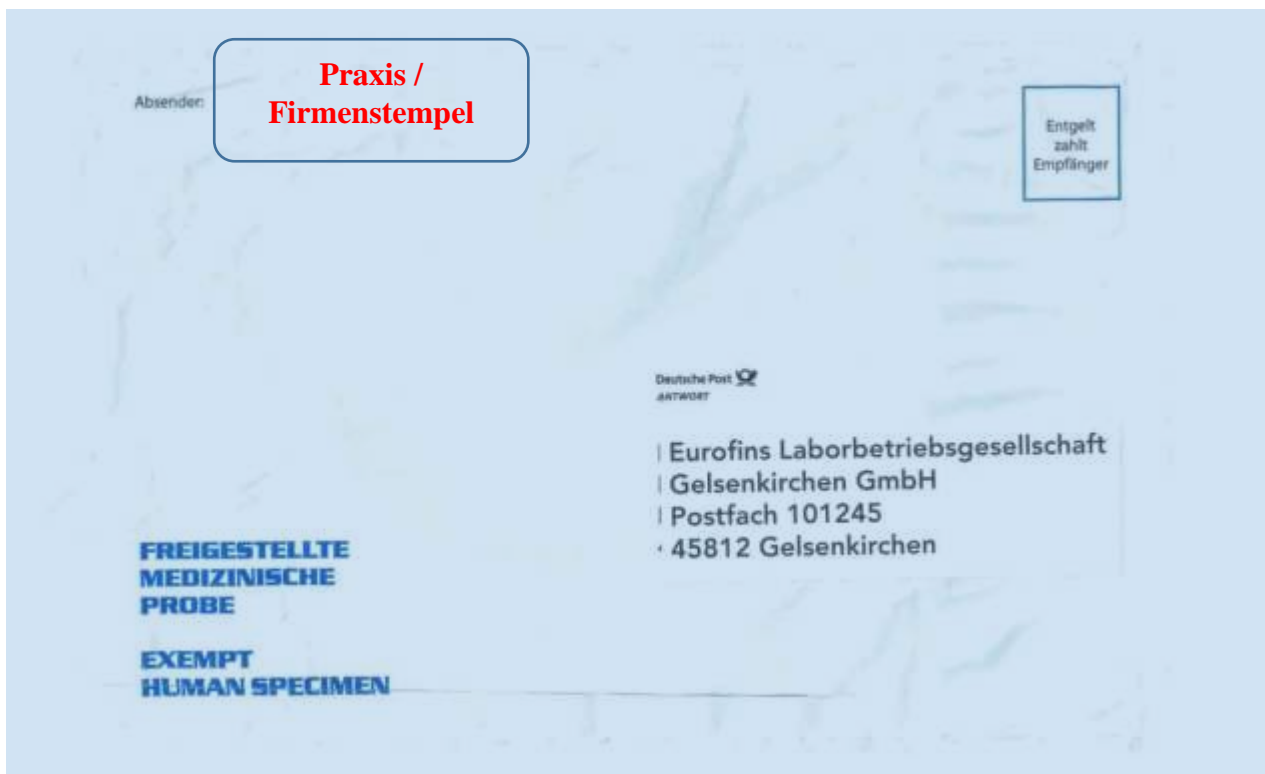 Praxis /
Firmenstempel
Absender:
Entgelt
zahlt
Empfänger
Deutsche Post
ANTWORT
Eurofins Laborbetriebsgesellschaft
Gelsenkirchen GmbH
Postfach 101245
45812 Gelsenkirchen
FREIGESTELLTE
MEDIZINISCHE
PROBE
EXEMPT
HUMAN SPECIMEN